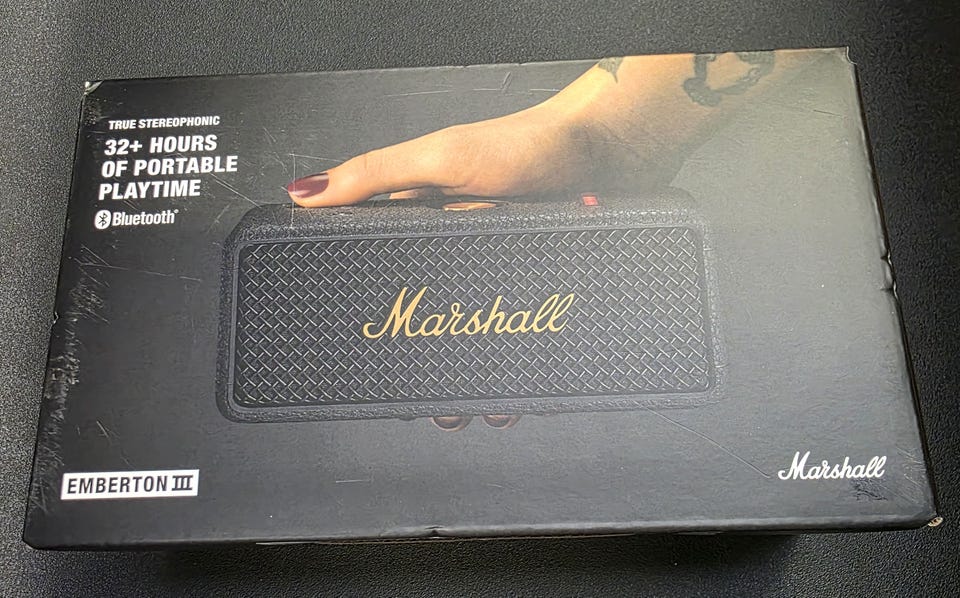 TRUE STEREOPHONIC
32+ HOURS
OF PORTABLE
PLAYTIME
Bluetooth®
Marshall
EMBERTON III
Marshall